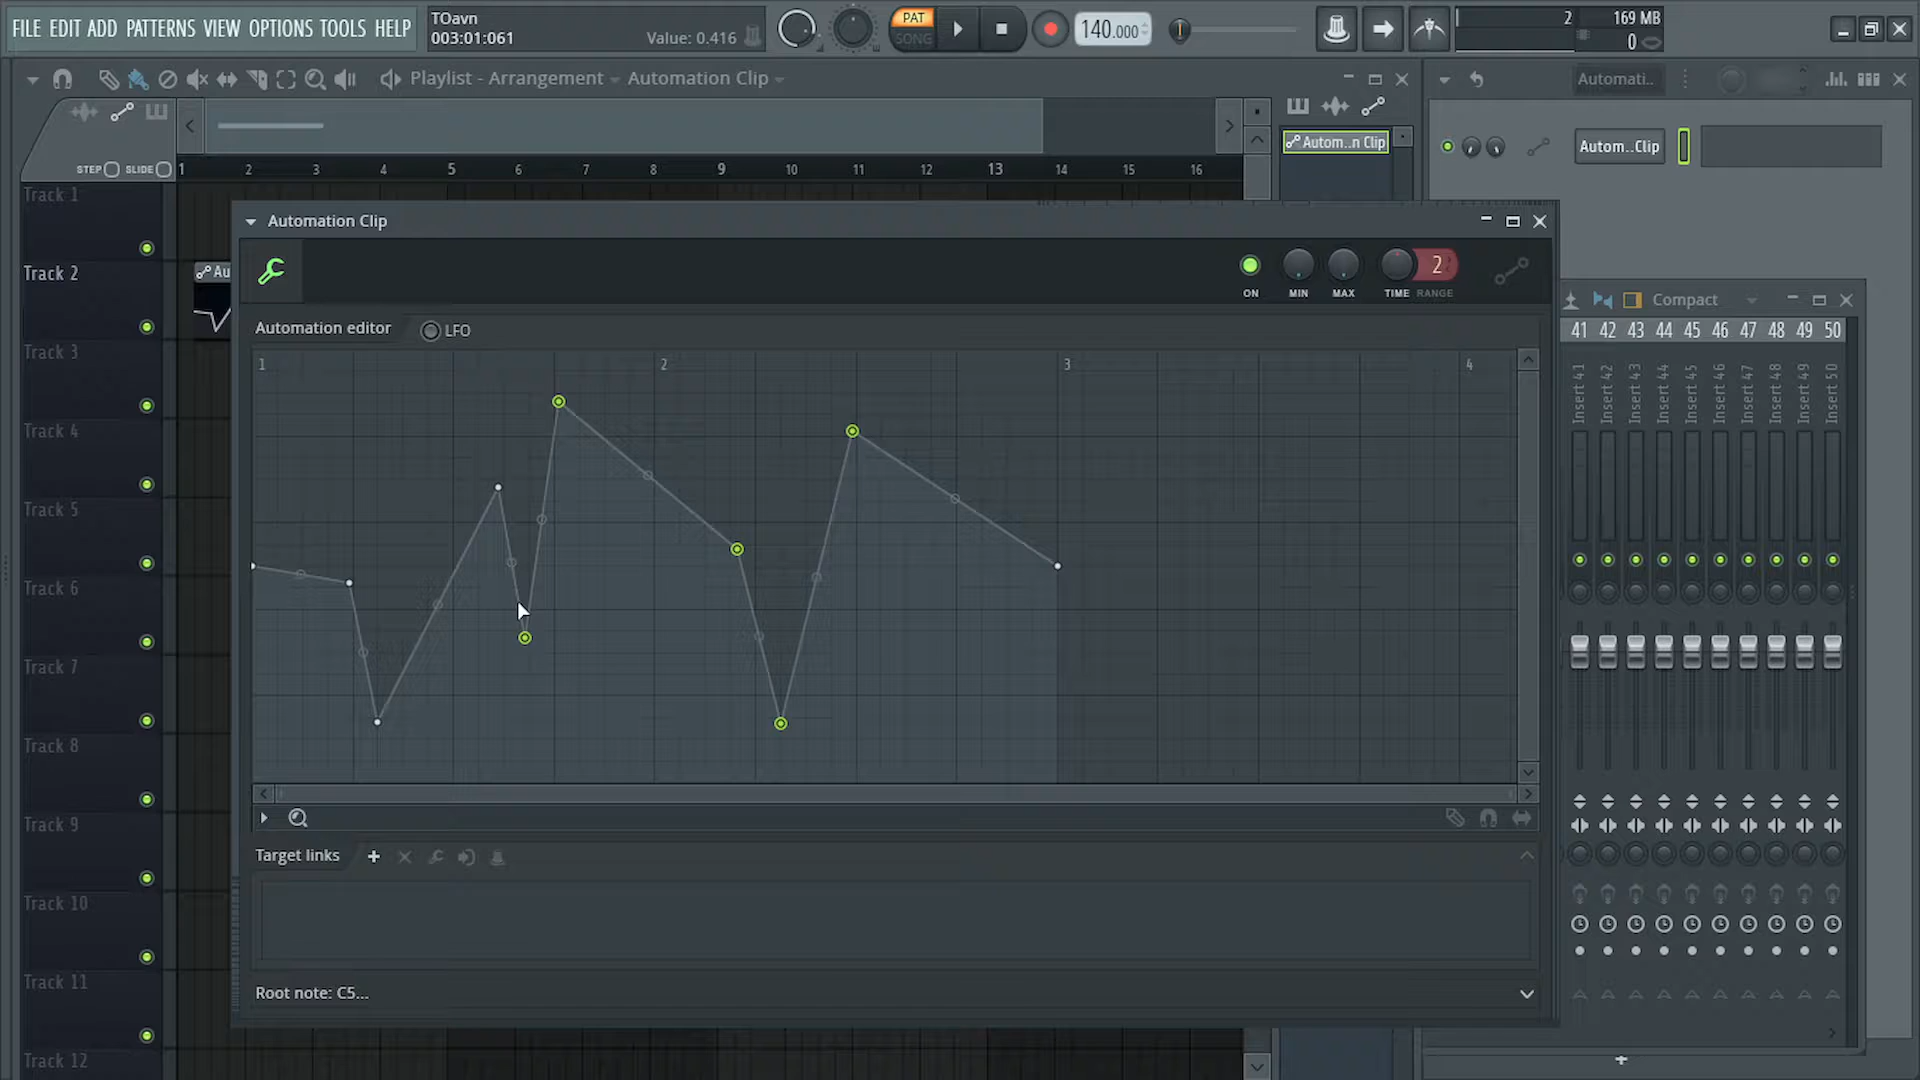 FILE EDIT ADD PATTERNS VIEW OPTIONS TOOLS HELP
TOavn
003:01:061
Value: 0.416
PAT
SONG
140.000
2
169 MB
0
Playlist - Arrangement
Automation Clip
Automati..
STEP
SLIDE
1 2 3 4 5 6 7 8 9 10 11 12 13 14 15 16
Autom..n Clip
Autom..Clip
Track 1
Track 2
Track 3
Track 4
Track 5
Track 6
Track 7
Track 8
Track 9
Track 10
Track 11
Track 12
Au
Automation Clip
ON
MIN
MAX
TIME
RANGE
2
Automation editor
LFO
1 2 3 4
Target links
Root note: C5...
Compact
41 42 43 44 45 46 47 48 49 50
Insert 41
Insert 42
Insert 43
Insert 44
Insert 45
Insert 46
Insert 47
Insert 48
Insert 49
Insert 50